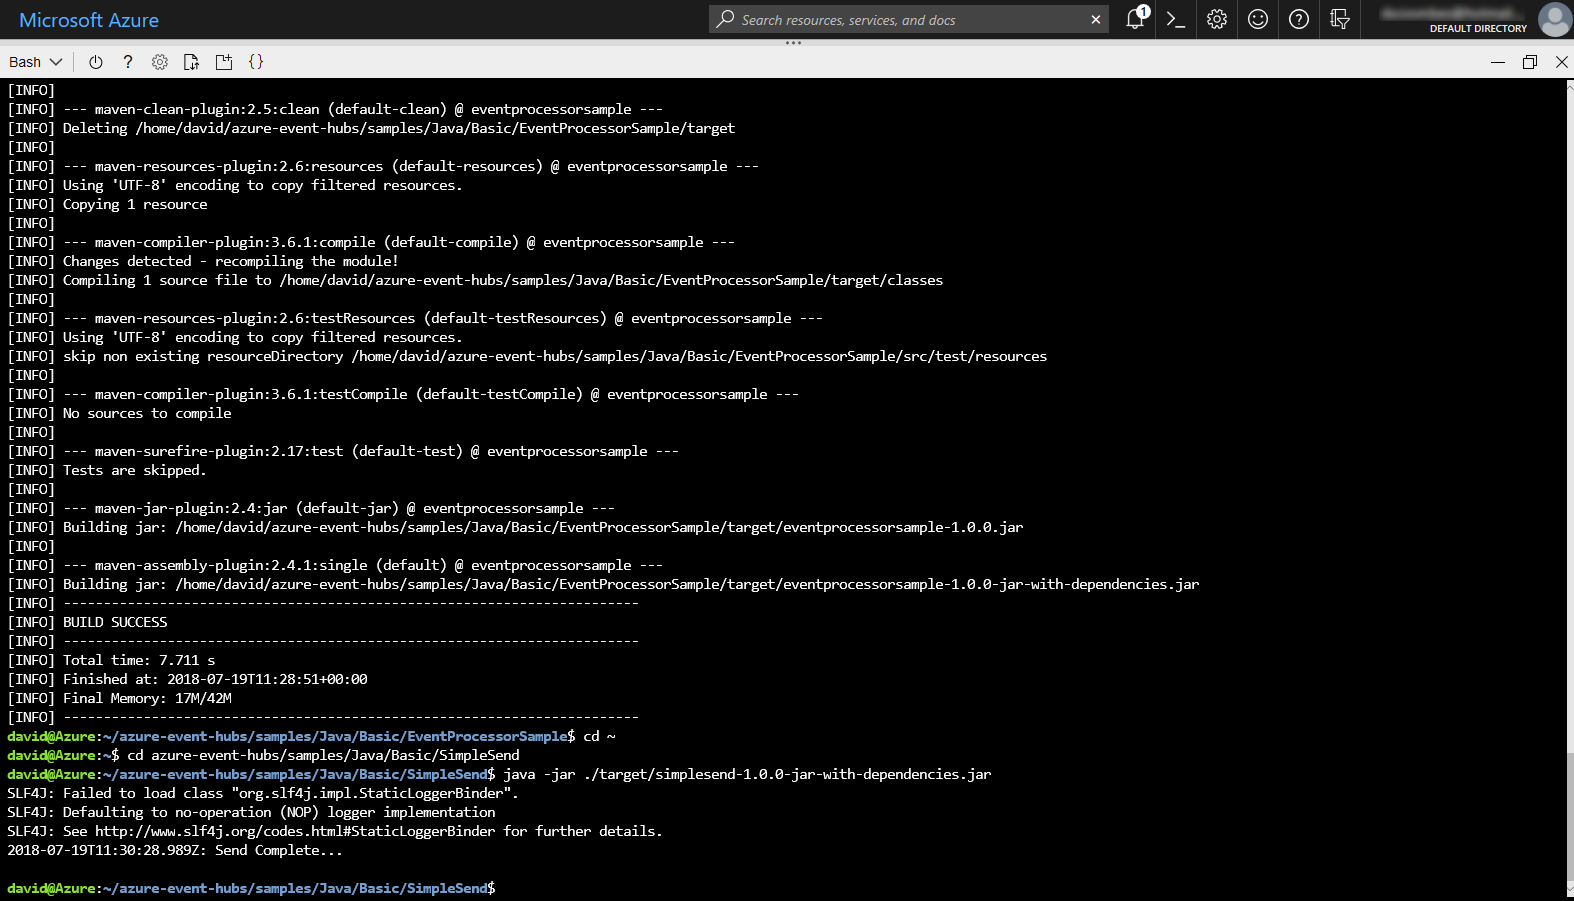 Microsoft Azure
Search resources, services, and docs
1
DEFAULT DIRECTORY
Bash
[INFO]
[INFO] --- maven-clean-plugin:2.5:clean (default-clean) @ eventprocessorsample ---
[INFO] Deleting /home/david/azure-event-hubs/samples/Java/Basic/EventProcessorSample/target
[INFO]
[INFO] --- maven-resources-plugin:2.6:resources (default-resources) @ eventprocessorsample ---
[INFO] Using 'UTF-8' encoding to copy filtered resources.
[INFO] Copying 1 resource
[INFO]
[INFO] --- maven-compiler-plugin:3.6.1:compile (default-compile) @ eventprocessorsample ---
[INFO] Changes detected - recompiling the module!
[INFO] Compiling 1 source file to /home/david/azure-event-hubs/samples/Java/Basic/EventProcessorSample/target/classes
[INFO]
[INFO] --- maven-resources-plugin:2.6:testResources (default-testResources) @ eventprocessorsample ---
[INFO] Using 'UTF-8' encoding to copy filtered resources.
[INFO] skip non existing resourceDirectory /home/david/azure-event-hubs/samples/Java/Basic/EventProcessorSample/src/test/resources
[INFO]
[INFO] --- maven-compiler-plugin:3.6.1:testCompile (default-testCompile) @ eventprocessorsample ---
[INFO] No sources to compile
[INFO]
[INFO] --- maven-surefire-plugin:2.17:test (default-test) @ eventprocessorsample ---
[INFO] Tests are skipped.
[INFO]
[INFO] --- maven-jar-plugin:2.4:jar (default-jar) @ eventprocessorsample ---
[INFO] Building jar: /home/david/azure-event-hubs/samples/Java/Basic/EventProcessorSample/target/eventprocessorsample-1.0.0.jar
[INFO]
[INFO] --- maven-assembly-plugin:2.4.1:single (default) @ eventprocessorsample ---
[INFO] Building jar: /home/david/azure-event-hubs/samples/Java/Basic/EventProcessorSample/target/eventprocessorsample-1.0.0-jar-with-dependencies.jar
[INFO] ------------------------------------------------------------------------
[INFO] BUILD SUCCESS
[INFO] ------------------------------------------------------------------------
[INFO] Total time: 7.711 s
[INFO] Finished at: 2018-07-19T11:28:51+00:00
[INFO] Final Memory: 17M/42M
[INFO] ------------------------------------------------------------------------
david@Azure:~/azure-event-hubs/samples/Java/Basic/EventProcessorSample$ cd ~
david@Azure:~$ cd azure-event-hubs/samples/Java/Basic/SimpleSend
david@Azure:~/azure-event-hubs/samples/Java/Basic/SimpleSend$ java -jar ./target/simplesend-1.0.0-jar-with-dependencies.jar
SLF4J: Failed to load class "org.slf4j.impl.StaticLoggerBinder".
SLF4J: Defaulting to no-operation (NOP) logger implementation
SLF4J: See http://www.slf4j.org/codes.html#StaticLoggerBinder for further details.
2018-07-19T11:30:28.989Z: Send Complete...
david@Azure:~/azure-event-hubs/samples/Java/Basic/SimpleSend$